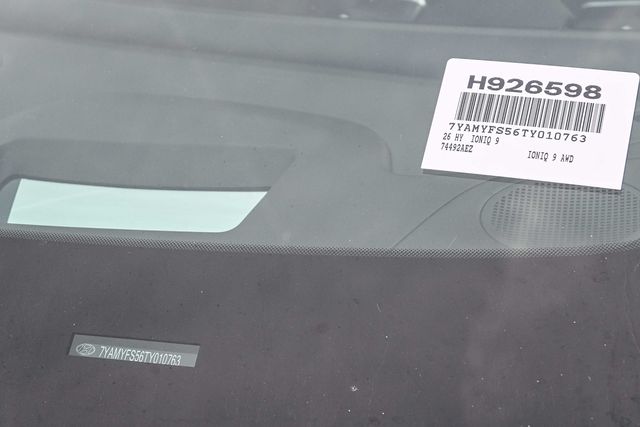 H926598
7YAMYFS56TY010763
26 HY IONIQ 9
74492AEZ IONIQ 9 AWD
7YAMYFS56TY010763